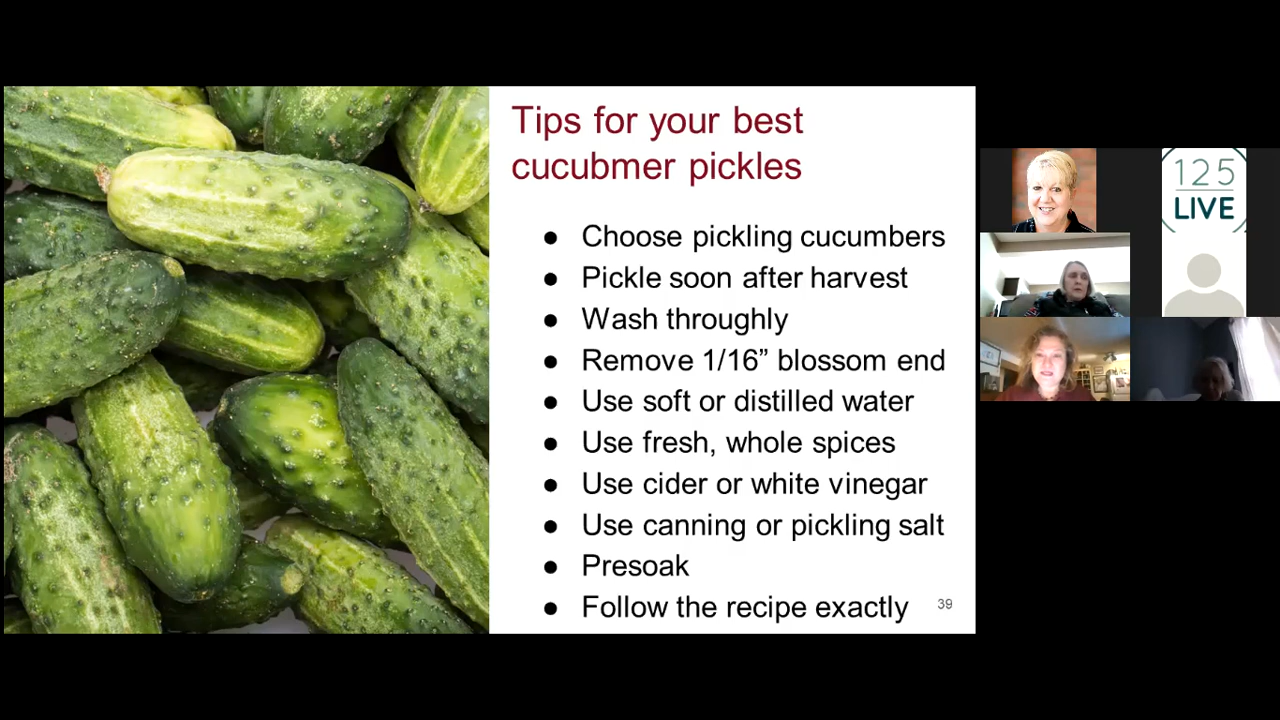 Tips for your best
cucubmer pickles
● Choose pickling cucumbers
● Pickle soon after harvest
● Wash throughly
● Remove 1/16” blossom end
● Use soft or distilled water
● Use fresh, whole spices
● Use cider or white vinegar
● Use canning or pickling salt
● Presoak
● Follow the recipe exactly
39
125
LIVE